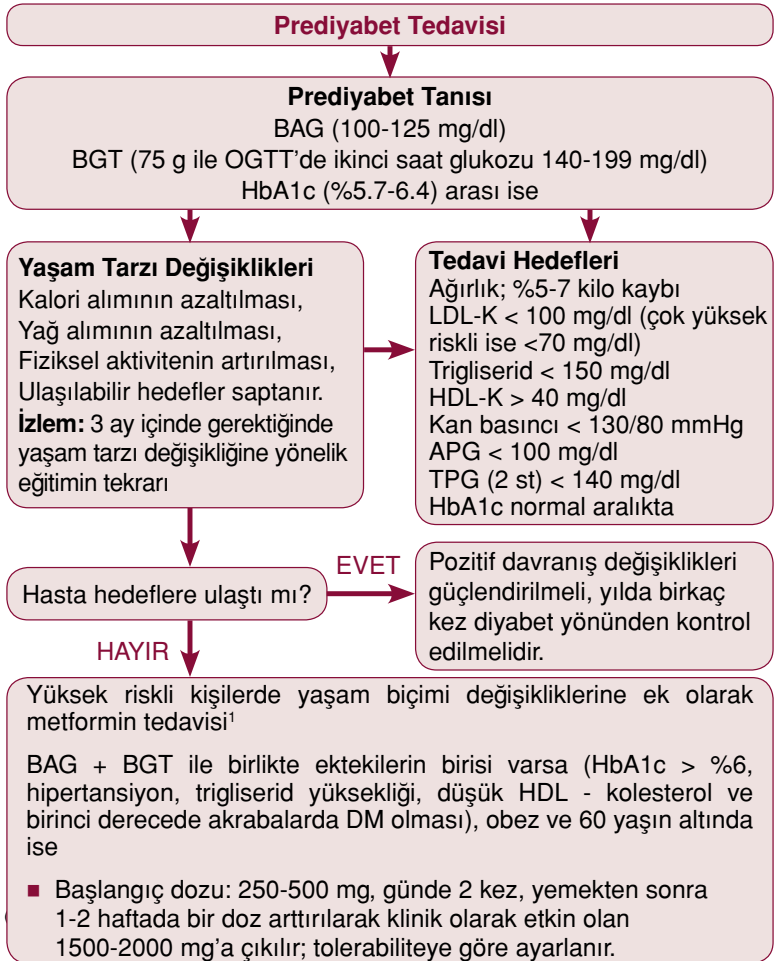 Prediyabet Tedavisi
Prediyabet Tanısı
BAG (100-125 mg/dl)
BGT (75 g ile OGTT'de ikinci saat glukozu 140-199 mg/dl)
HbA1c (%5.7-6.4) arası ise
Yaşam Tarzı Değişiklikleri
Kalori alımının azaltılması,
Yağ alımının azaltılması,
Fiziksel aktivitenin artırılması,
Ulaşılabilir hedefler saptanır.
İzlem: 3 ay içinde gerektiğinde
yaşam tarzı değişikliğine yönelik
eğitimin tekrarı
Tedavi Hedefleri
Ağırlık; %5-7 kilo kaybı
LDL-K < 100 mg/dl (çok yüksek
riskli ise <70 mg/dl)
Trigliserid < 150 mg/dl
HDL-K > 40 mg/dl
Kan basıncı < 130/80 mmHg
APG < 100 mg/dl
TPG (2 st) < 140 mg/dl
HbA1c normal aralıkta
Hasta hedeflere ulaştı mı?
EVET
Pozitif davranış değişiklikleri
güçlendirilmeli, yılda birkaç
kez diyabet yönünden kontrol
edilmelidir.
HAYIR
Yüksek riskli kişilerde yaşam biçimi değişikliklerine ek olarak
metformin tedavisi¹
BAG + BGT ile birlikte ektekilerin birisi varsa (HbA1c > %6,
hipertansiyon, trigliserid yüksekliği, düşük HDL - kolesterol ve
birinci derecede akrabalarda DM olması), obez ve 60 yaşın altında
ise
■ Başlangıç dozu: 250-500 mg, günde 2 kez, yemekten sonra
1-2 haftada bir doz arttırılarak klinik olarak etkin olan
1500-2000 mg'a çıkılır; tolerabiliteye göre ayarlanır.